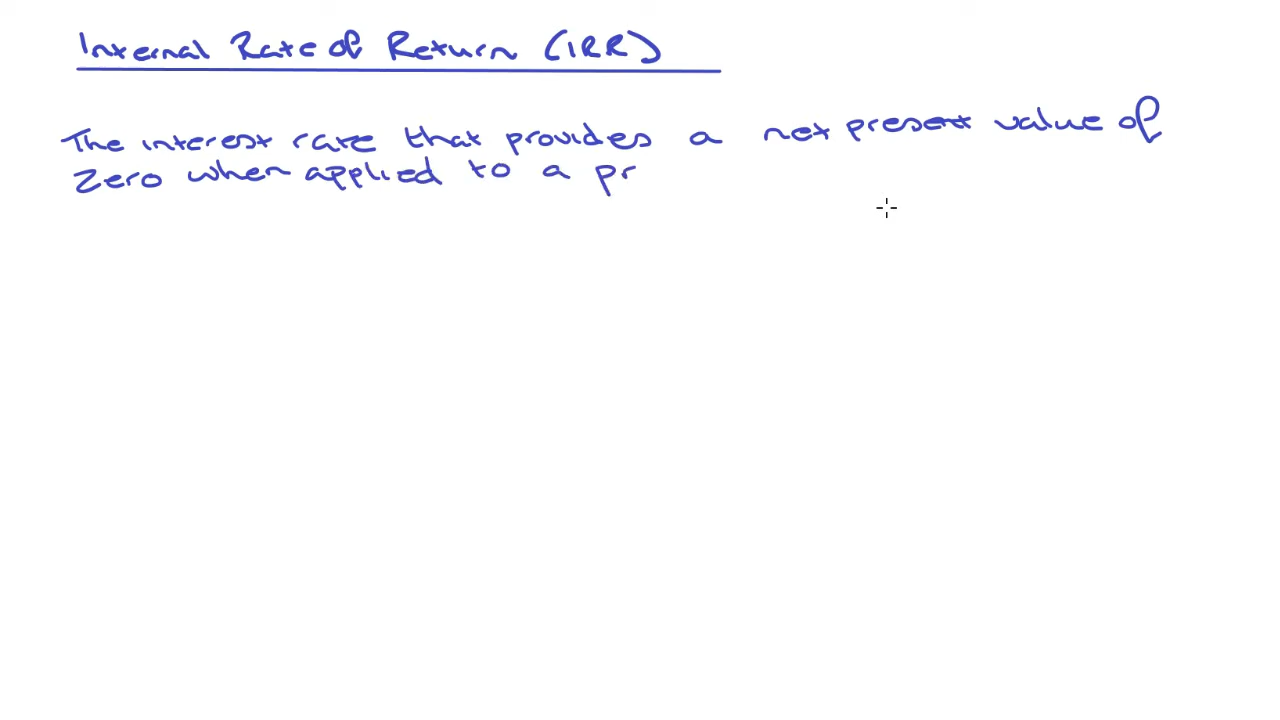 Internal Rate of Return (IRR)
The interest rate that provides a net present value of
zero when applied to a pr